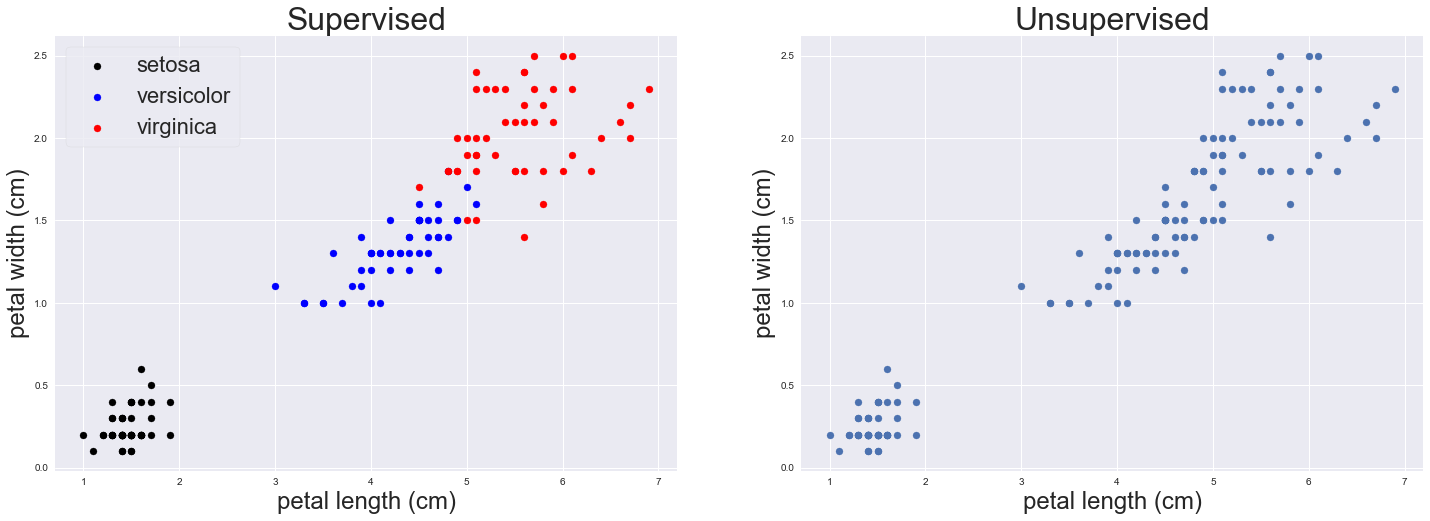 Supervised
setosa
versicolor
virginica
2.5
2.0
1.5
1.0
0.5
0.0
petal width (cm)
1 2 3 4 5 6 7
petal length (cm)
Unsupervised
2.5
2.0
1.5
1.0
0.5
0.0
petal width (cm)
1 2 3 4 5 6 7
petal length (cm)